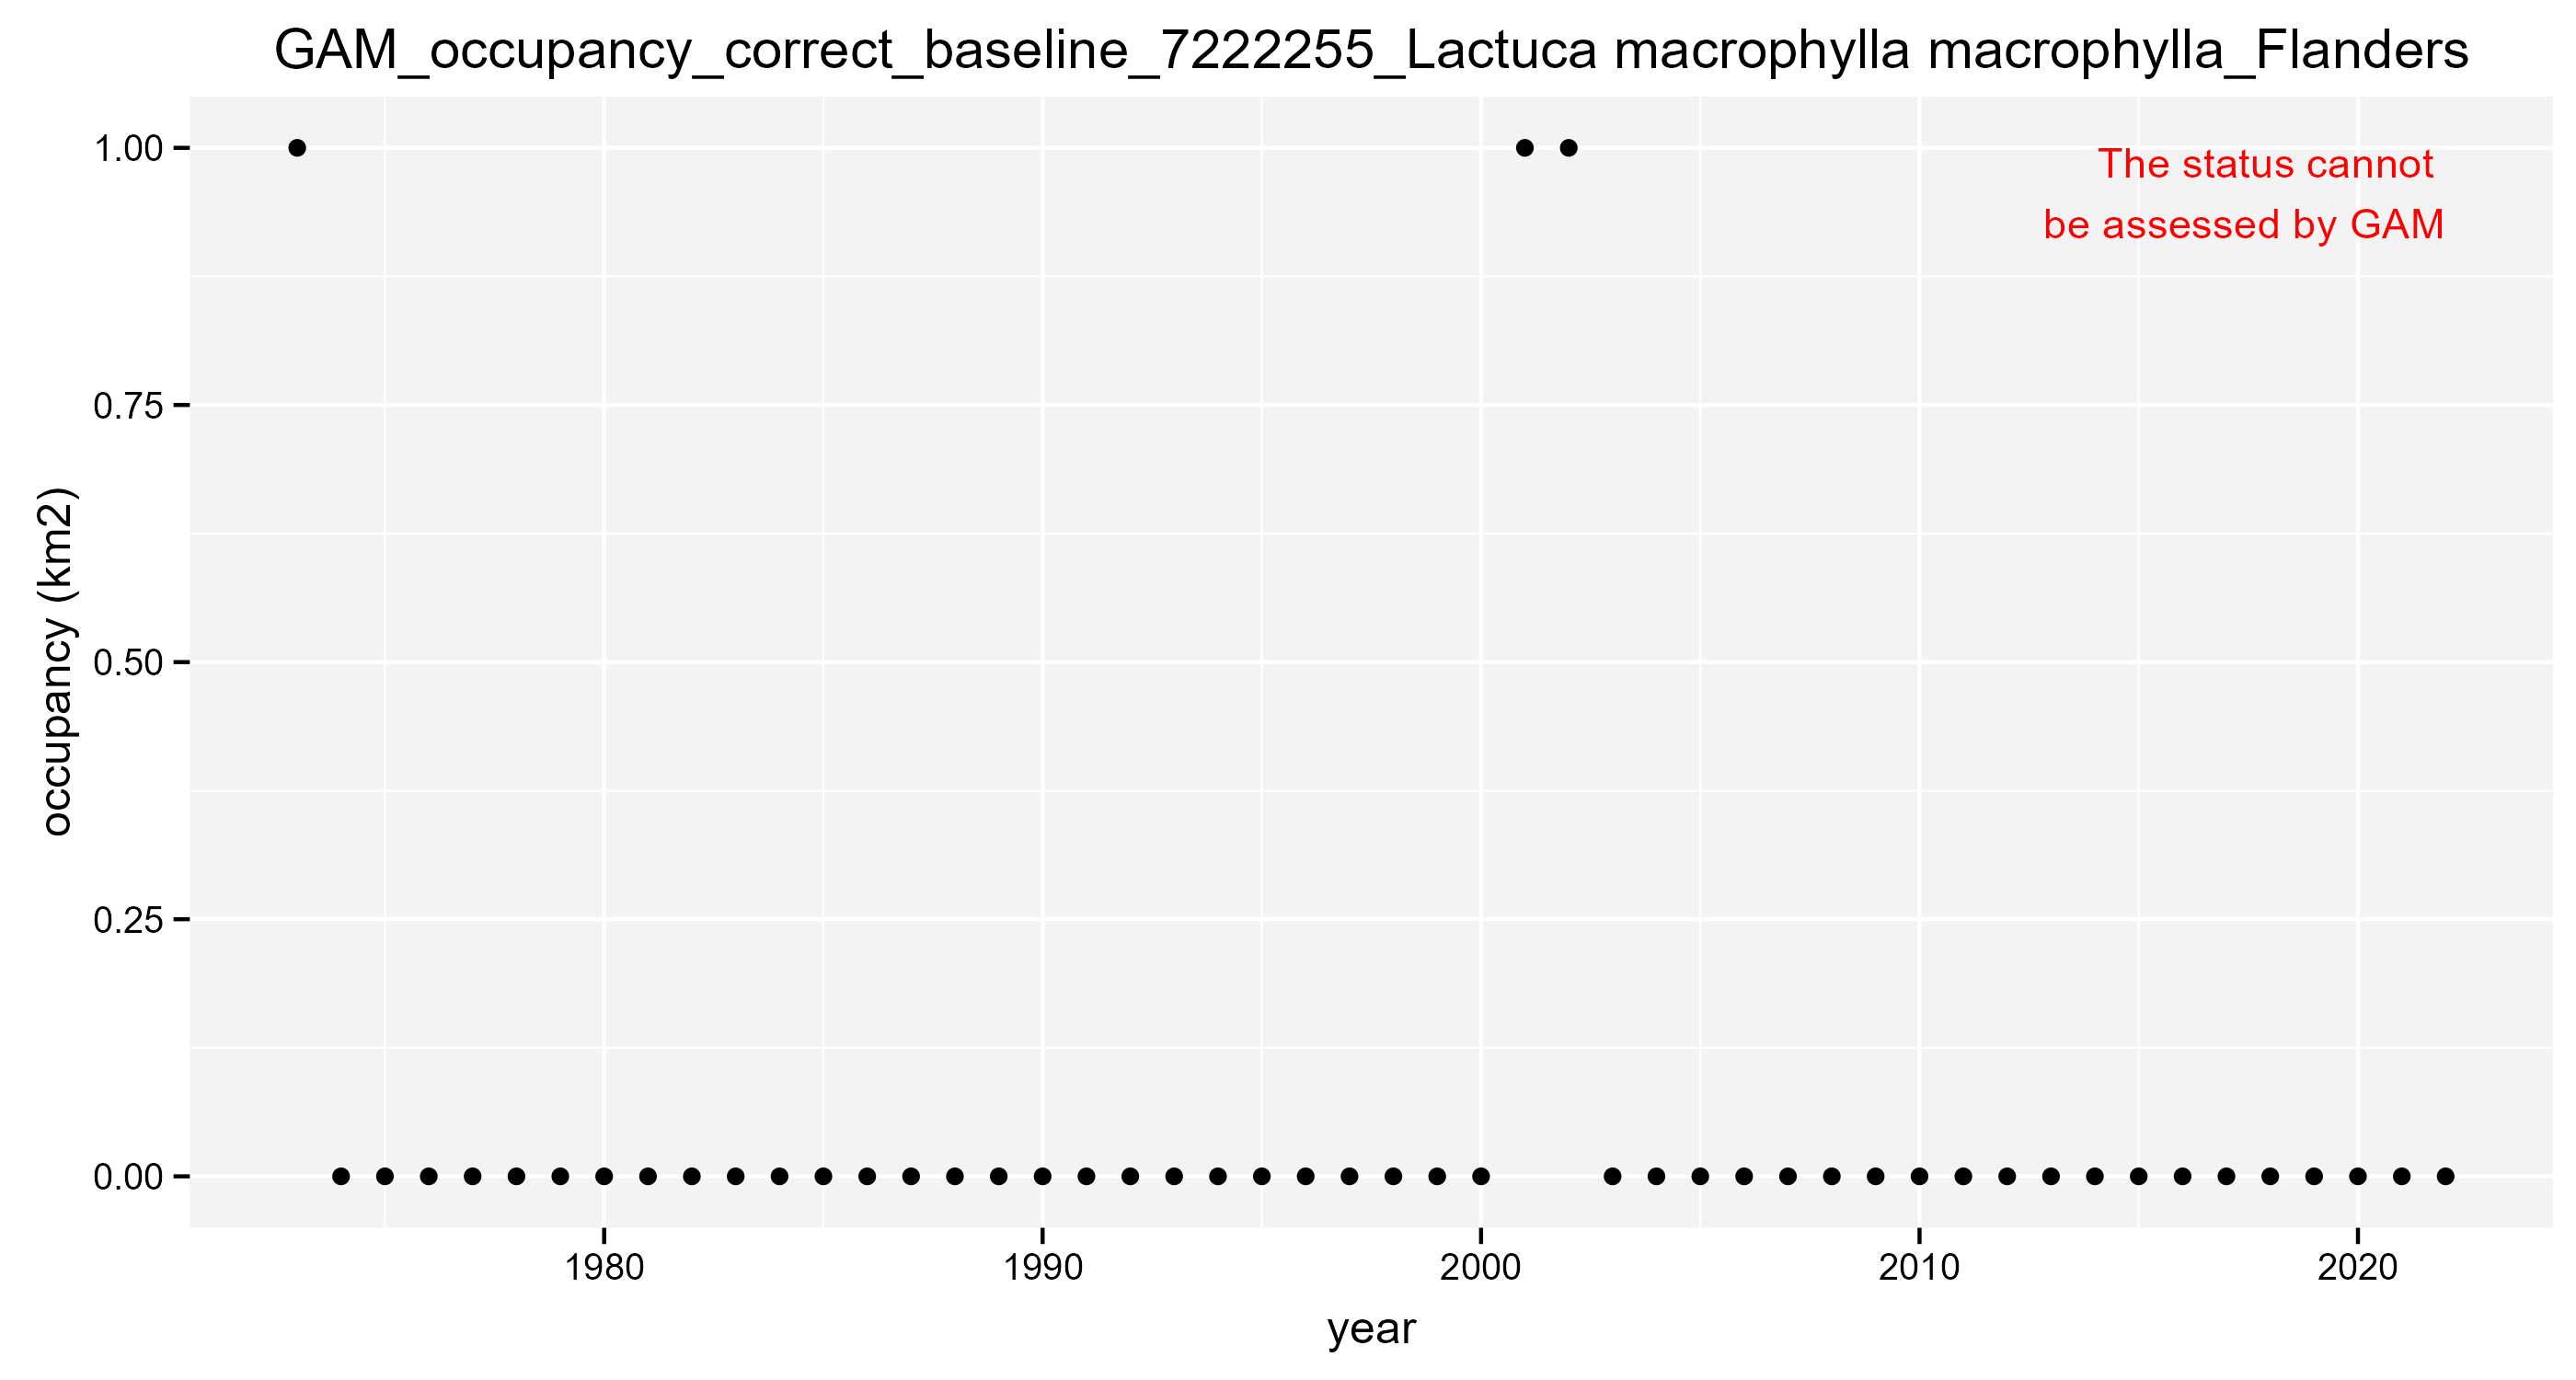 GAM_occupancy_correct_baseline_7222255_Lactuca macrophylla macrophylla_Flanders
The status cannot
be assessed by GAM
1.00
0.75
0.50
0.25
0.00
occupancy (km2)
1980
1990
2000
2010
2020
year